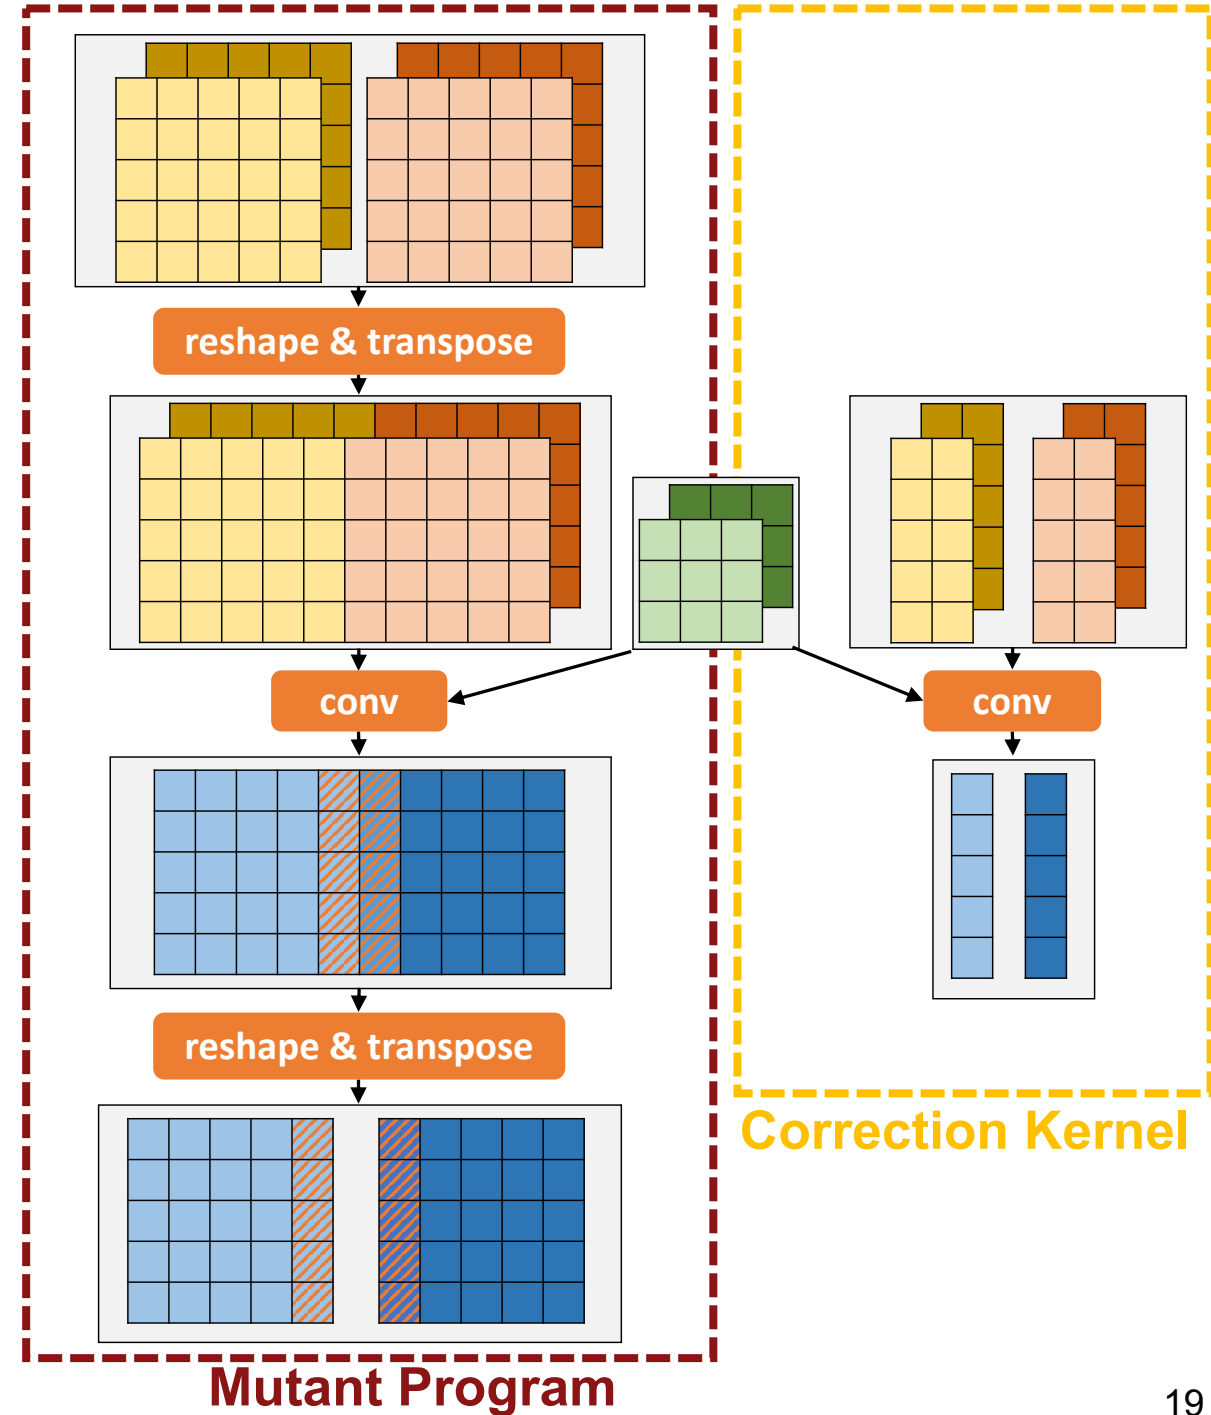 reshape & transpose
conv
conv
reshape & transpose
Correction Kernel
Mutant Program
19